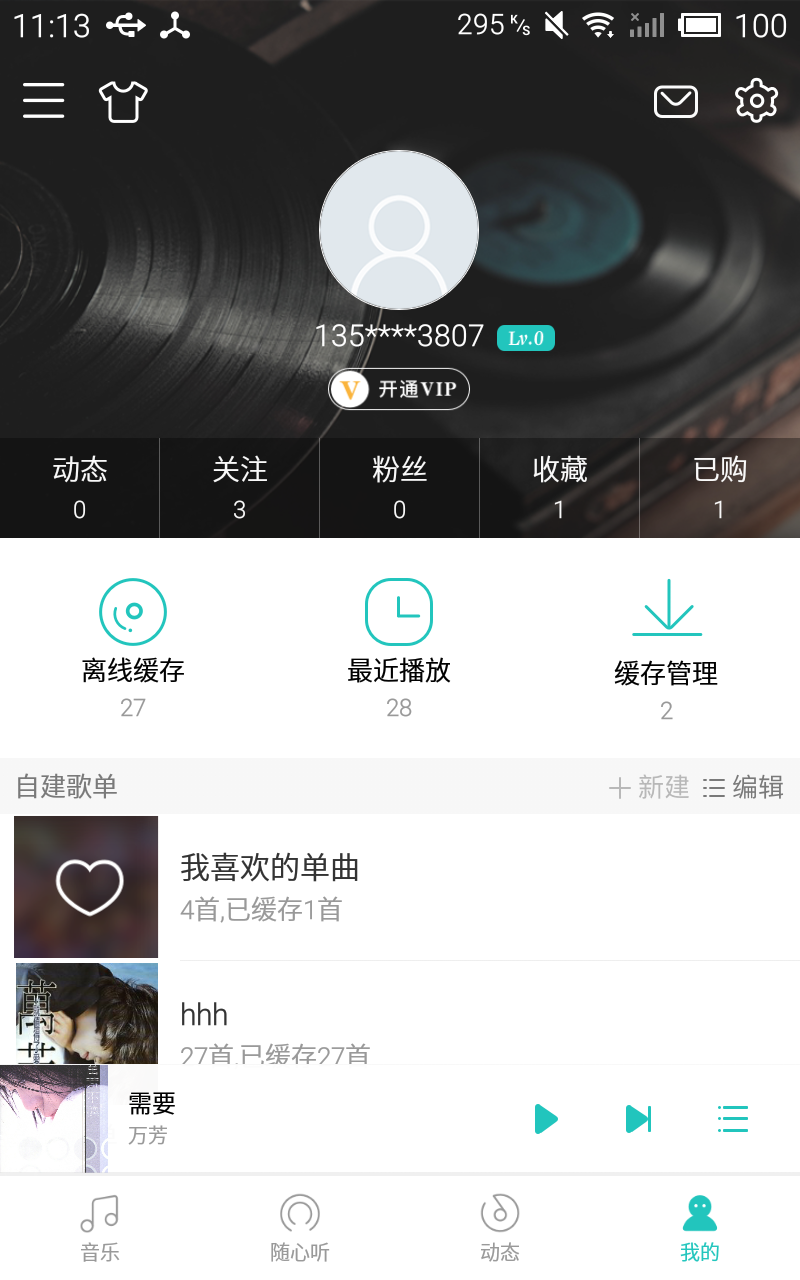 11:13 295 K/s 100
135****3807 Lv.0
V 开通VIP
动态 关注 粉丝 收藏 已购
0 3 0 1 1
离线缓存 最近播放 缓存管理
27 28 2
自建歌单 新建 编辑
我喜欢的单曲
4首,已缓存1首
萬芳
hhh
27首,已缓存27首
需要
万芳
音乐 随心听 动态 我的